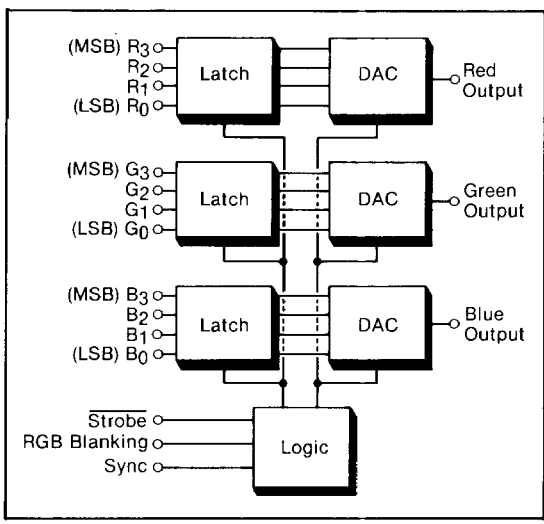 (MSB) R3
R2
R1
(LSB) R0
Latch
DAC
Red
Output
(MSB) G3
G2
G1
(LSB) G0
Latch
DAC
Green
Output
(MSB) B3
B2
B1
(LSB) B0
Latch
DAC
Blue
Output
Strobe
RGB Blanking
Sync
Logic